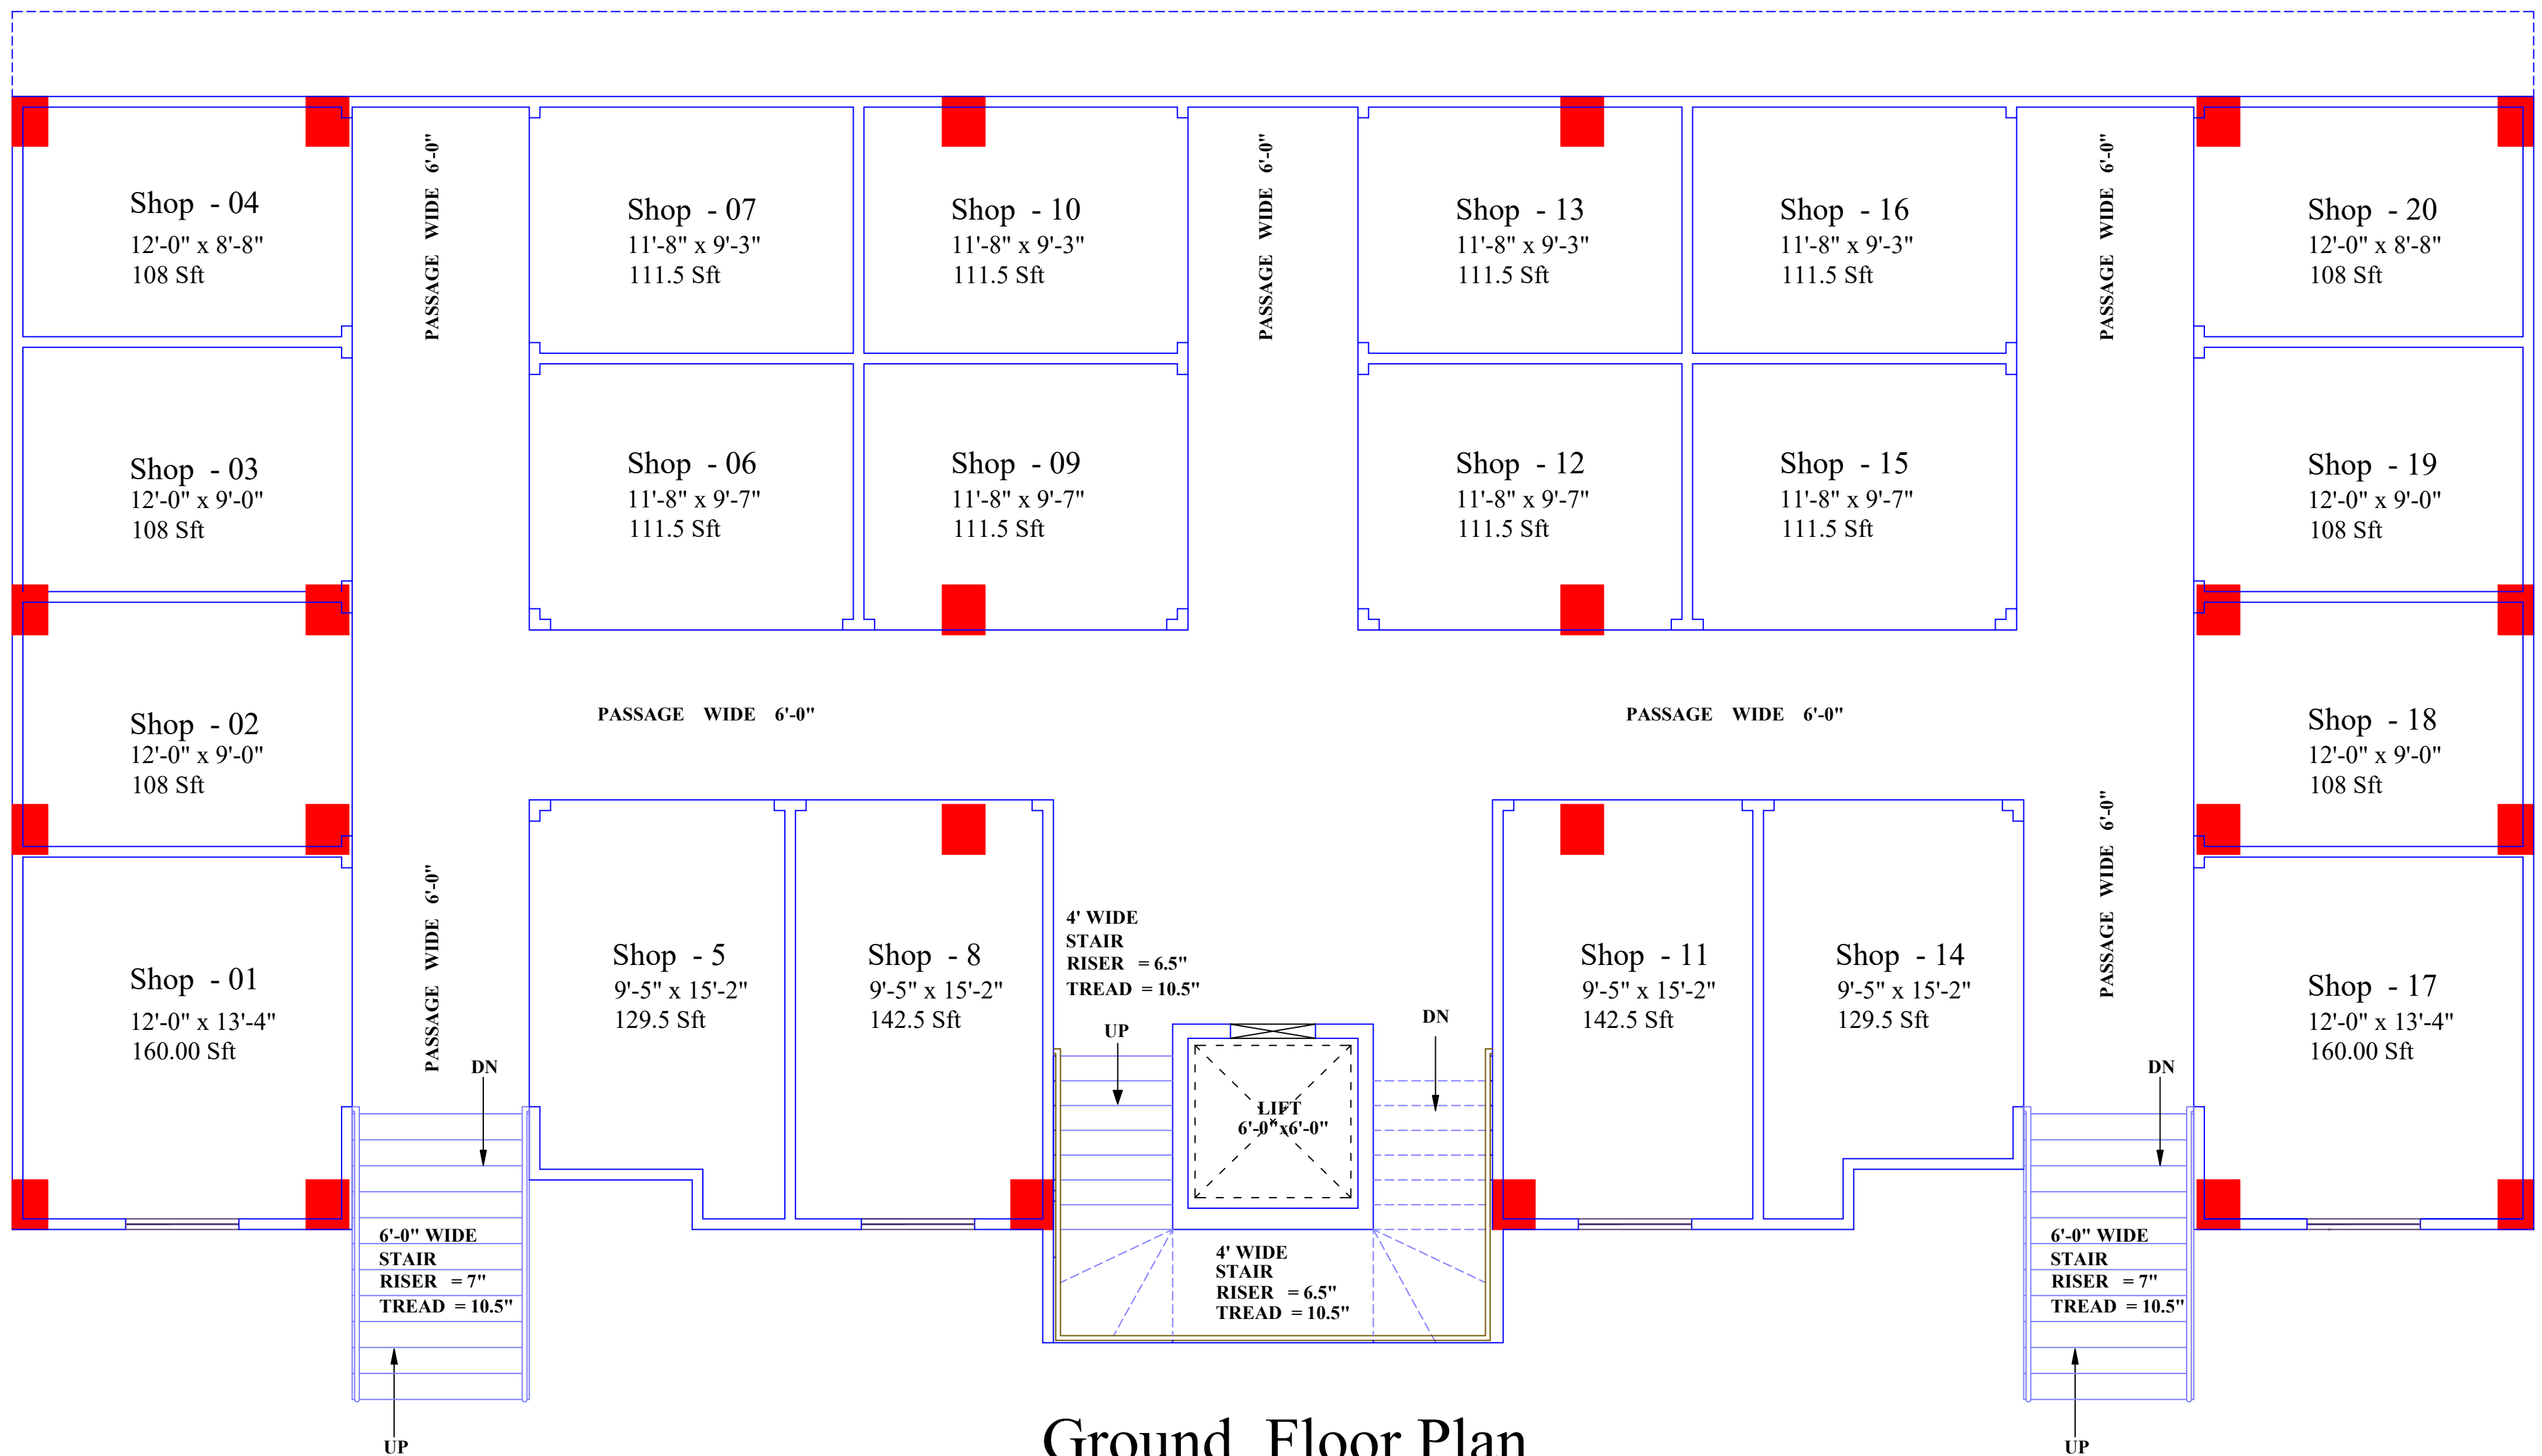 Shop - 04
12'-0" x 8'-8"
108 Sft
PASSAGE WIDE 6'-0"
Shop - 07
11'-8" x 9'-3"
111.5 Sft
Shop - 10
11'-8" x 9'-3"
111.5 Sft
PASSAGE WIDE 6'-0"
Shop - 13
11'-8" x 9'-3"
111.5 Sft
Shop - 16
11'-8" x 9'-3"
111.5 Sft
PASSAGE WIDE 6'-0"
Shop - 20
12'-0" x 8'-8"
108 Sft
Shop - 03
12'-0" x 9'-0"
108 Sft
Shop - 06
11'-8" x 9'-7"
111.5 Sft
Shop - 09
11'-8" x 9'-7"
111.5 Sft
Shop - 12
11'-8" x 9'-7"
111.5 Sft
Shop - 15
11'-8" x 9'-7"
111.5 Sft
Shop - 19
12'-0" x 9'-0"
108 Sft
Shop - 02
12'-0" x 9'-0"
108 Sft
PASSAGE WIDE 6'-0"
PASSAGE WIDE 6'-0"
Shop - 18
12'-0" x 9'-0"
108 Sft
Shop - 01
12'-0" x 13'-4"
160.00 Sft
PASSAGE WIDE 6'-0"
Shop - 5
9'-5" x 15'-2"
129.5 Sft
Shop - 8
9'-5" x 15'-2"
142.5 Sft
4' WIDE
STAIR
RISER = 6.5"
TREAD = 10.5"
UP
DN
LIFT
6'-0"x6'-0"
Shop - 11
9'-5" x 15'-2"
142.5 Sft
Shop - 14
9'-5" x 15'-2"
129.5 Sft
PASSAGE WIDE 6'-0"
Shop - 17
12'-0" x 13'-4"
160.00 Sft
DN
DN
6'-0" WIDE
STAIR
RISER = 7"
TREAD = 10.5"
4' WIDE
STAIR
RISER = 6.5"
TREAD = 10.5"
6'-0" WIDE
STAIR
RISER = 7"
TREAD = 10.5"
UP
UP
Ground Floor Plan